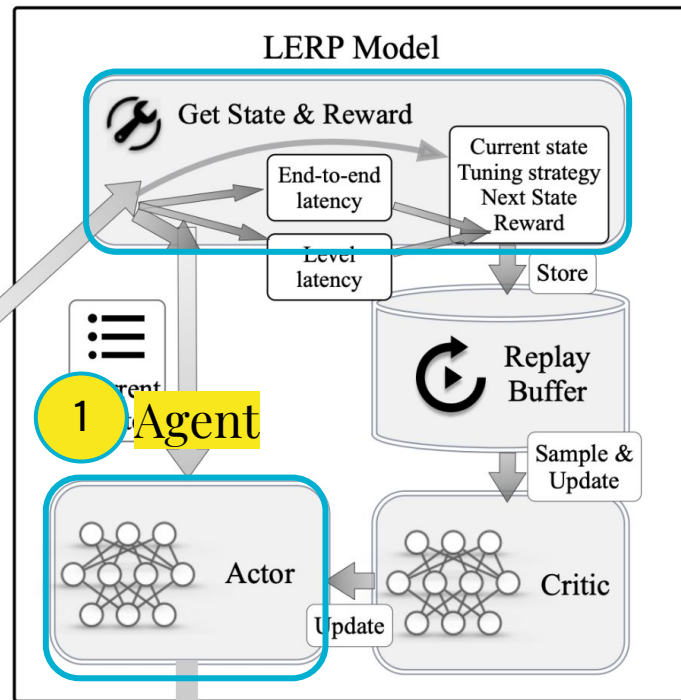 LERP Model
Get State & Reward
End-to-end
latency
Level
latency
Current state
Tuning strategy
Next State
Reward
Store
Replay
Buffer
1
Agent
Sample &
Update
Actor
Update
Critic